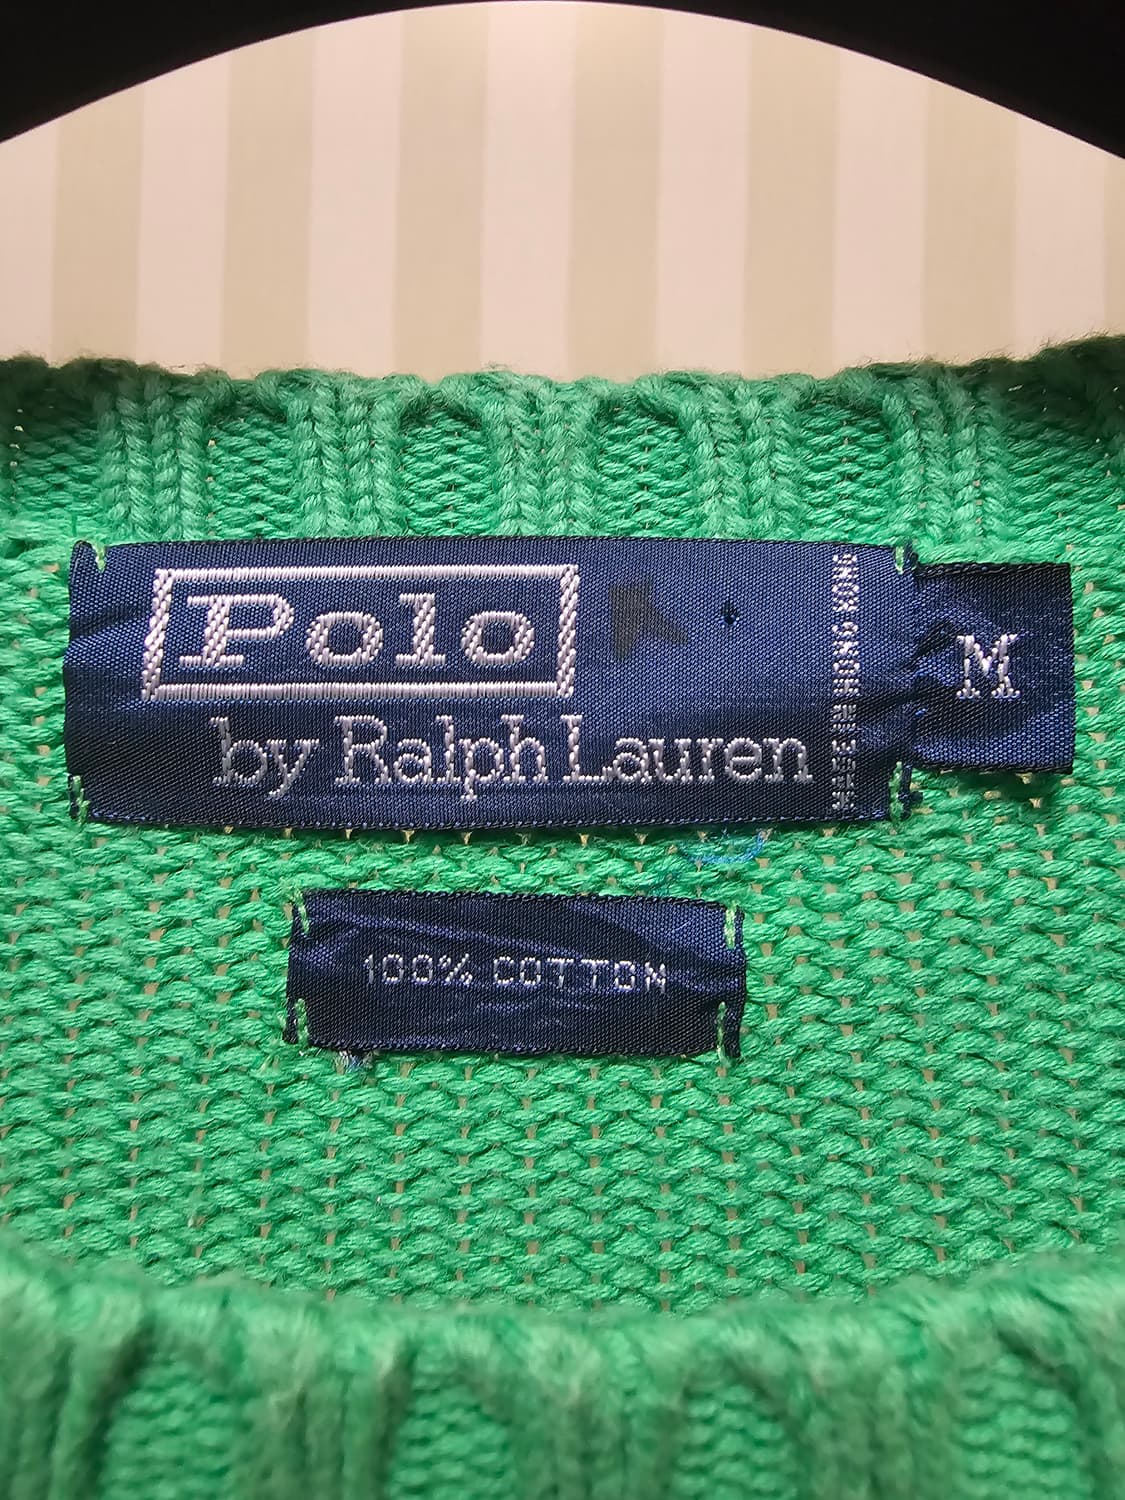 Polo
by Ralph Lauren
MADE IN HONG KONG
M
100% COTTON